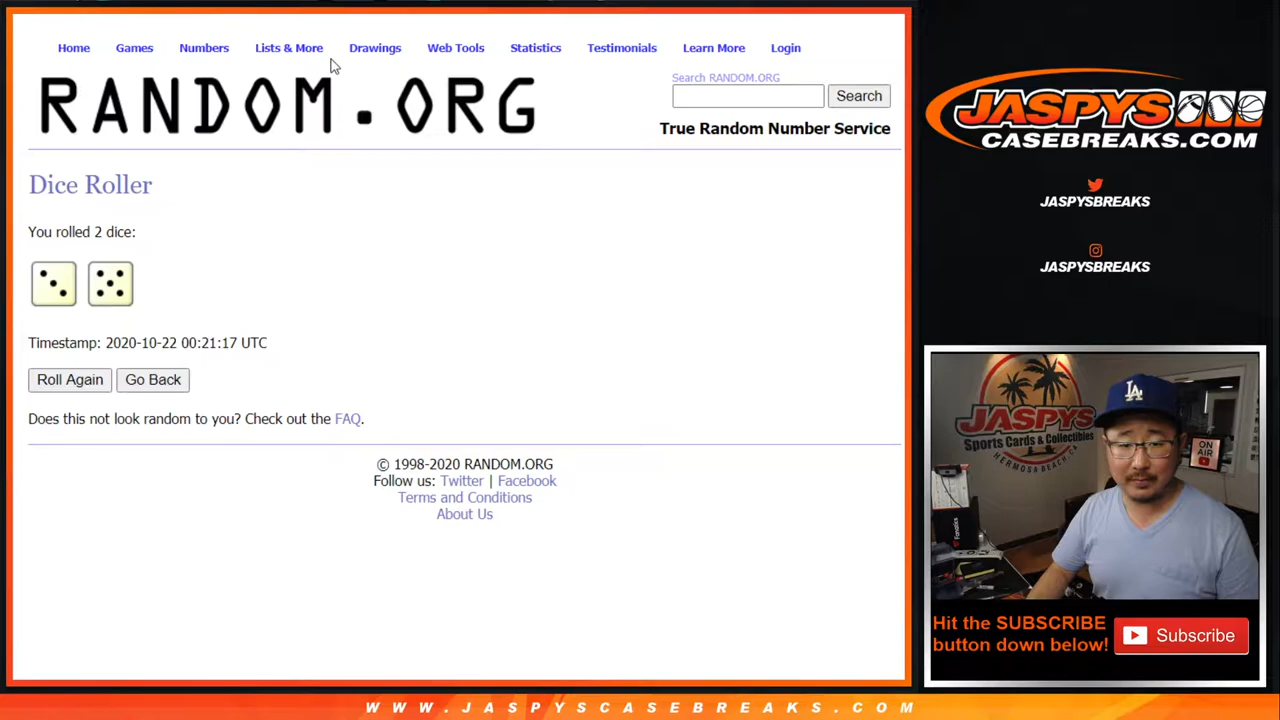 Home Games Numbers Lists & More Drawings Web Tools Statistics Testimonials Learn More Login
RANDOM.ORG
Search RANDOM.ORG
Search
True Random Number Service
Dice Roller
You rolled 2 dice:
Timestamp: 2020-10-22 00:21:17 UTC
Roll Again Go Back
Does this not look random to you? Check out the FAQ.
© 1998-2020 RANDOM.ORG
Follow us: Twitter | Facebook
Terms and Conditions
About Us
JASPYS
CASEBREAKS.COM
JASPYSBREAKS
JASPYSBREAKS
JASPYS
Sports Cards & Collectibles
HERMOSA BEACH, CA
LA
ON
AIR
Fanatics
Hit the SUBSCRIBE
button down below!
Subscribe
WWW.JASPYSCASEBREAKS.COM